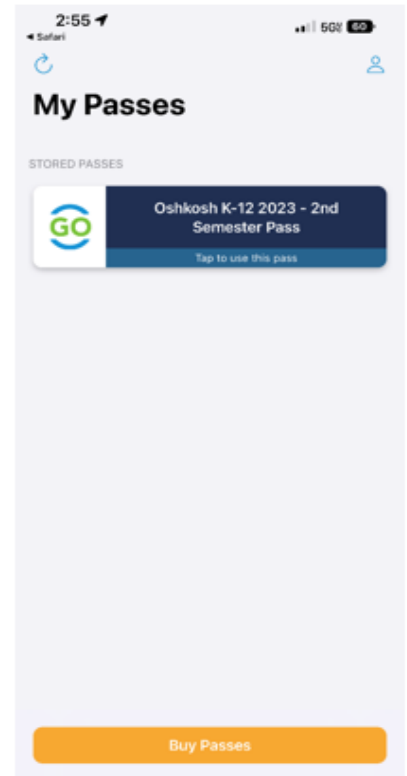 2:55
5G
60
◀ Safari
My Passes
STORED PASSES
GO
Oshkosh K-12 2023 - 2nd
Semester Pass
Tap to use this pass
Buy Passes